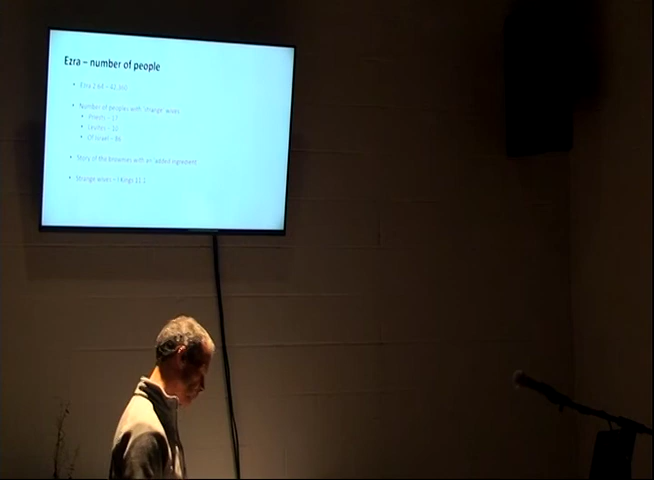 Ezra – number of people
Ezra 2:64 – 42,360
Number of peoples with 'strange' wives
Priests – 17
Levites – 10
Of Israel – 86
Story of the brownies with an 'added ingredient'
Strange wives – I Kings 11:1